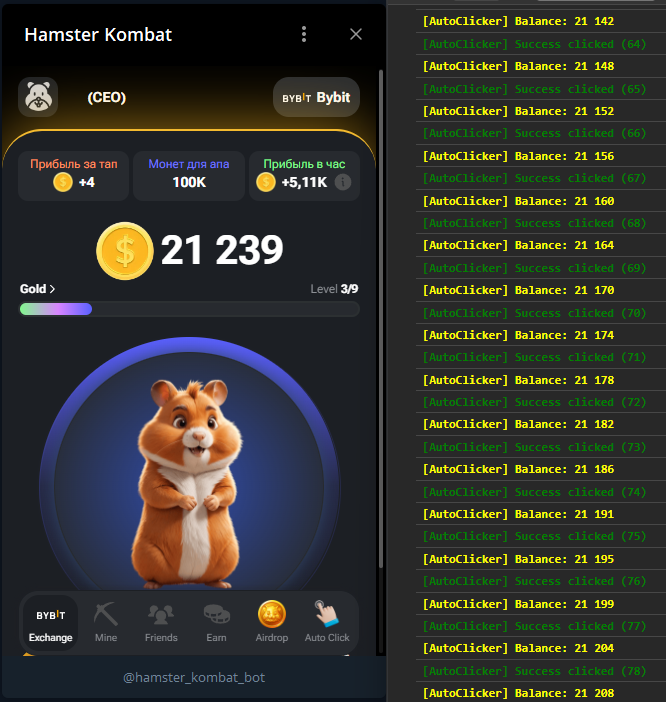 Hamster Kombat
(CEO)
BYBIT Bybit
Прибыль за тап
+4
Монет для апа
100K
Прибыль в час
+5,11K
21 239
Gold >
Level 3/9
BYBIT
Exchange
Mine
Friends
Earn
Airdrop
Auto Click
@hamster_kombat_bot
[AutoClicker] Balance: 21 142
[AutoClicker] Success clicked (64)
[AutoClicker] Balance: 21 148
[AutoClicker] Success clicked (65)
[AutoClicker] Balance: 21 152
[AutoClicker] Success clicked (66)
[AutoClicker] Balance: 21 156
[AutoClicker] Success clicked (67)
[AutoClicker] Balance: 21 160
[AutoClicker] Success clicked (68)
[AutoClicker] Balance: 21 164
[AutoClicker] Success clicked (69)
[AutoClicker] Balance: 21 170
[AutoClicker] Success clicked (70)
[AutoClicker] Balance: 21 174
[AutoClicker] Success clicked (71)
[AutoClicker] Balance: 21 178
[AutoClicker] Success clicked (72)
[AutoClicker] Balance: 21 182
[AutoClicker] Success clicked (73)
[AutoClicker] Balance: 21 186
[AutoClicker] Success clicked (74)
[AutoClicker] Balance: 21 191
[AutoClicker] Success clicked (75)
[AutoClicker] Balance: 21 195
[AutoClicker] Success clicked (76)
[AutoClicker] Balance: 21 199
[AutoClicker] Success clicked (77)
[AutoClicker] Balance: 21 204
[AutoClicker] Success clicked (78)
[AutoClicker] Balance: 21 208